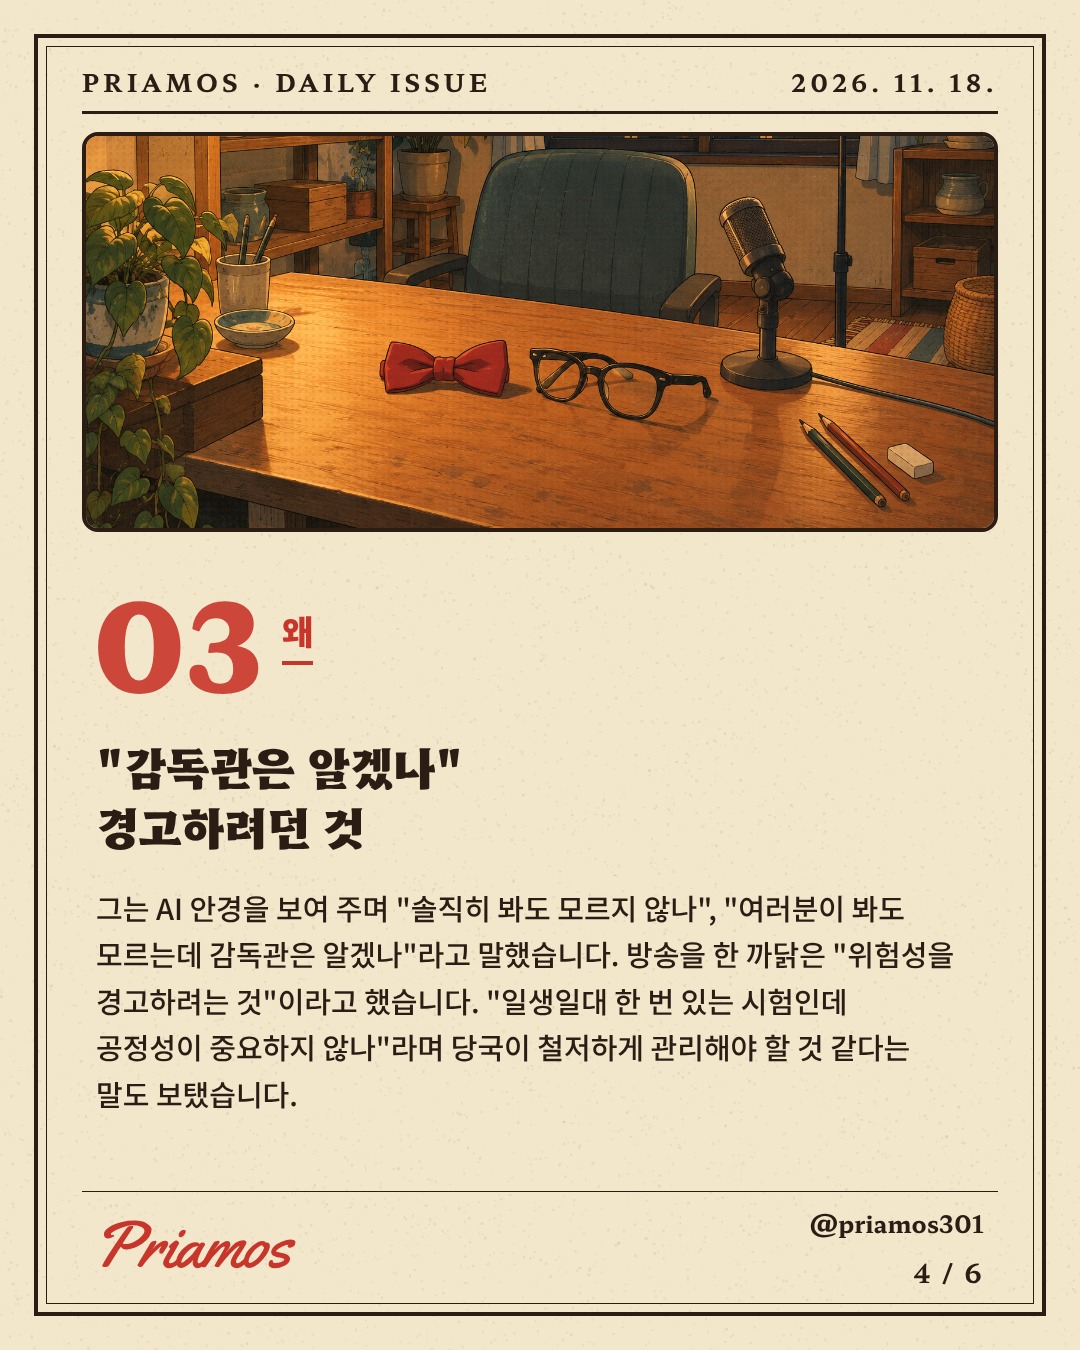 PRIAMOS · DAILY ISSUE
2026. 11. 18.
03
왜
"감독관은 알겠나"
경고하려던 것
그는 AI 안경을 보여 주며 "솔직히 봐도 모르지 않나", "여러분이 봐도
모르는데 감독관은 알겠나"라고 말했습니다. 방송을 한 까닭은 "위험성을
경고하려는 것"이라고 했습니다. "일생일대 한 번 있는 시험인데
공정성이 중요하지 않나"라며 당국이 철저하게 관리해야 할 것 같다는
말도 보탰습니다.
Priamos
@priamos301
4 / 6